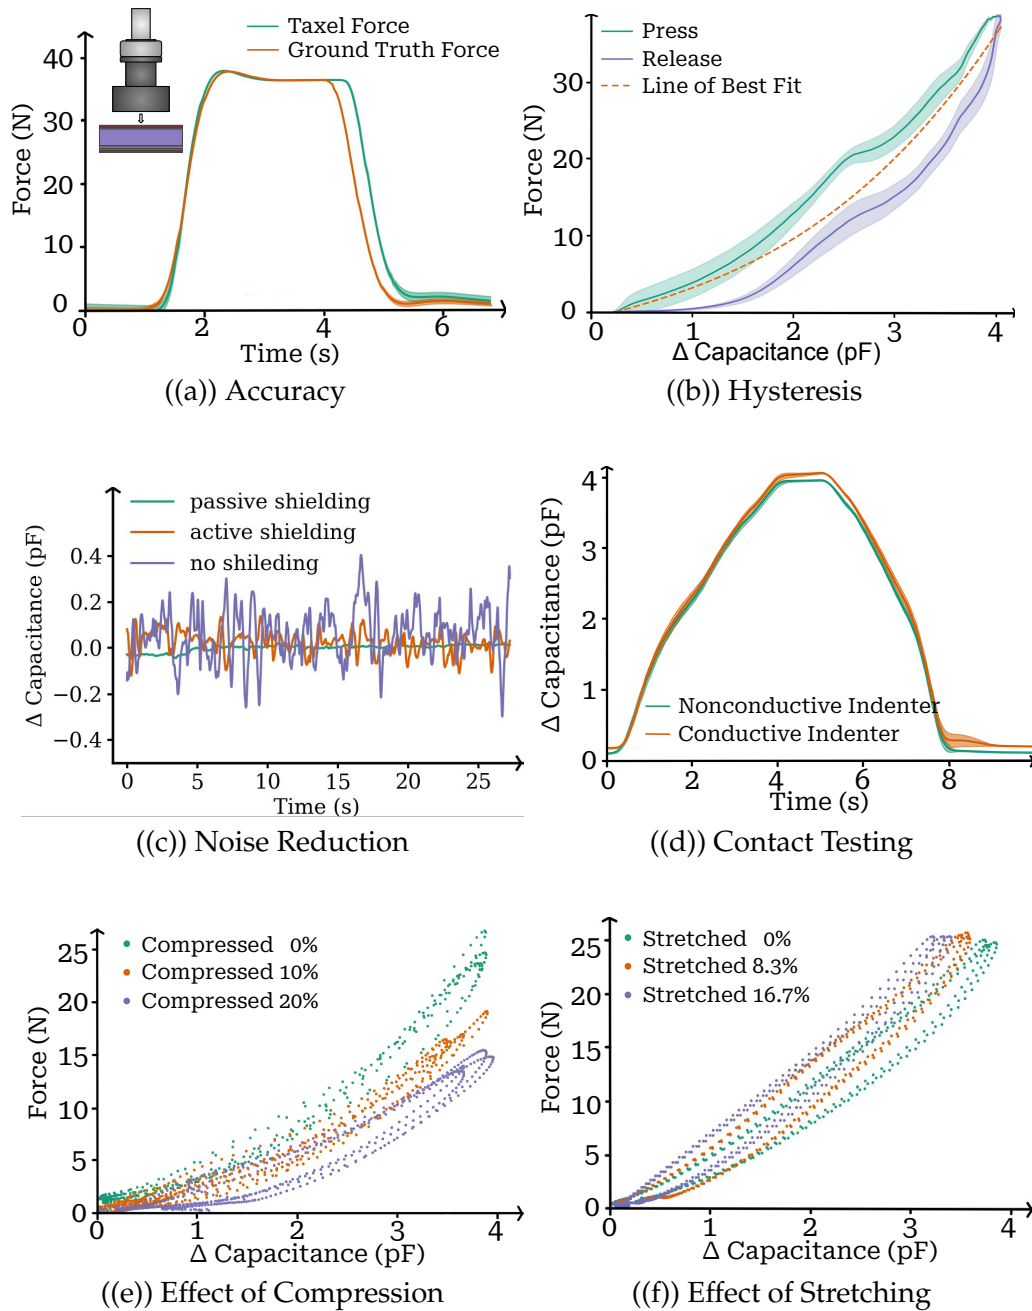 Taxel Force
Ground Truth Force
Force (N)
40
30
20
10
0
0 2 4 6
Time (s)
((a)) Accuracy
Press
Release
Line of Best Fit
Force (N)
30
20
10
0
0 1 2 3 4
Δ Capacitance (pF)
((b)) Hysteresis
passive shielding
active shielding
no shileding
Δ Capacitance (pF)
0.4
0.2
0.0
−0.2
−0.4
0 5 10 15 20 25
Time (s)
((c)) Noise Reduction
Δ Capacitance (pF)
4
3
2
1
0
Nonconductive Indenter
Conductive Indenter
0 2 4 6 8
Time (s)
((d)) Contact Testing
Compressed 0%
Compressed 10%
Compressed 20%
Force (N)
25
20
15
10
5
0
0 1 2 3 4
Δ Capacitance (pF)
((e)) Effect of Compression
Stretched 0%
Stretched 8.3%
Stretched 16.7%
Force (N)
25
20
15
10
5
0
0 1 2 3 4
Δ Capacitance (pF)
((f)) Effect of Stretching